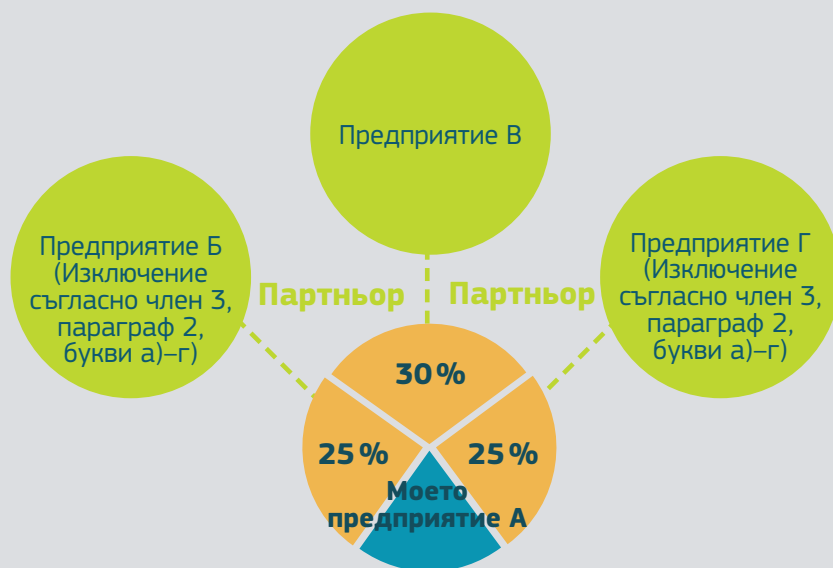 Предприятие В
Предприятие Б
(Изключение
съгласно член 3,
параграф 2,
букви а)–г)
Предприятие Г
(Изключение
съгласно член 3,
параграф 2,
букви а)–г)
Партньор
Партньор
30 %
25 %
25 %
Моето
предприятие А